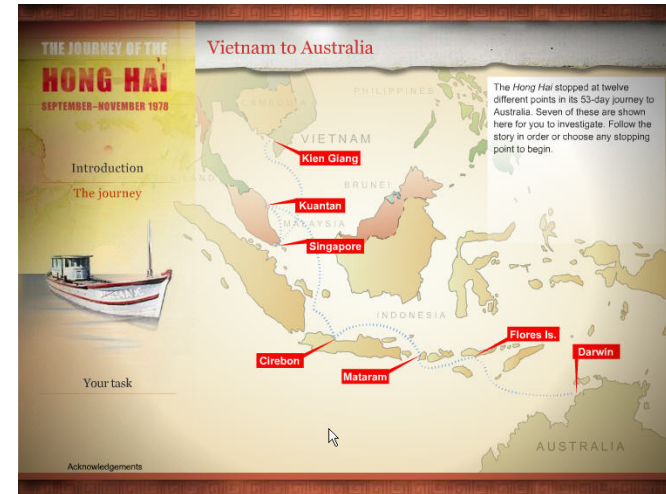 THE JOURNEY OF THE
HONG HAI
SEPTEMBER–NOVEMBER 1978
Introduction
The journey
Your task
Acknowledgements
Vietnam to Australia
The Hong Hai stopped at twelve
different points in its 53-day journey to
Australia. Seven of these are shown
here for you to investigate. Follow the
story in order or choose any stopping
point to begin.
PHILIPPINES
CAMBODIA
VIETNAM
Kien Giang
BRUNEI
Kuantan
MALAYSIA
Singapore
INDONESIA
Flores Is.
Darwin
Cirebon
Mataram
AUSTRALIA